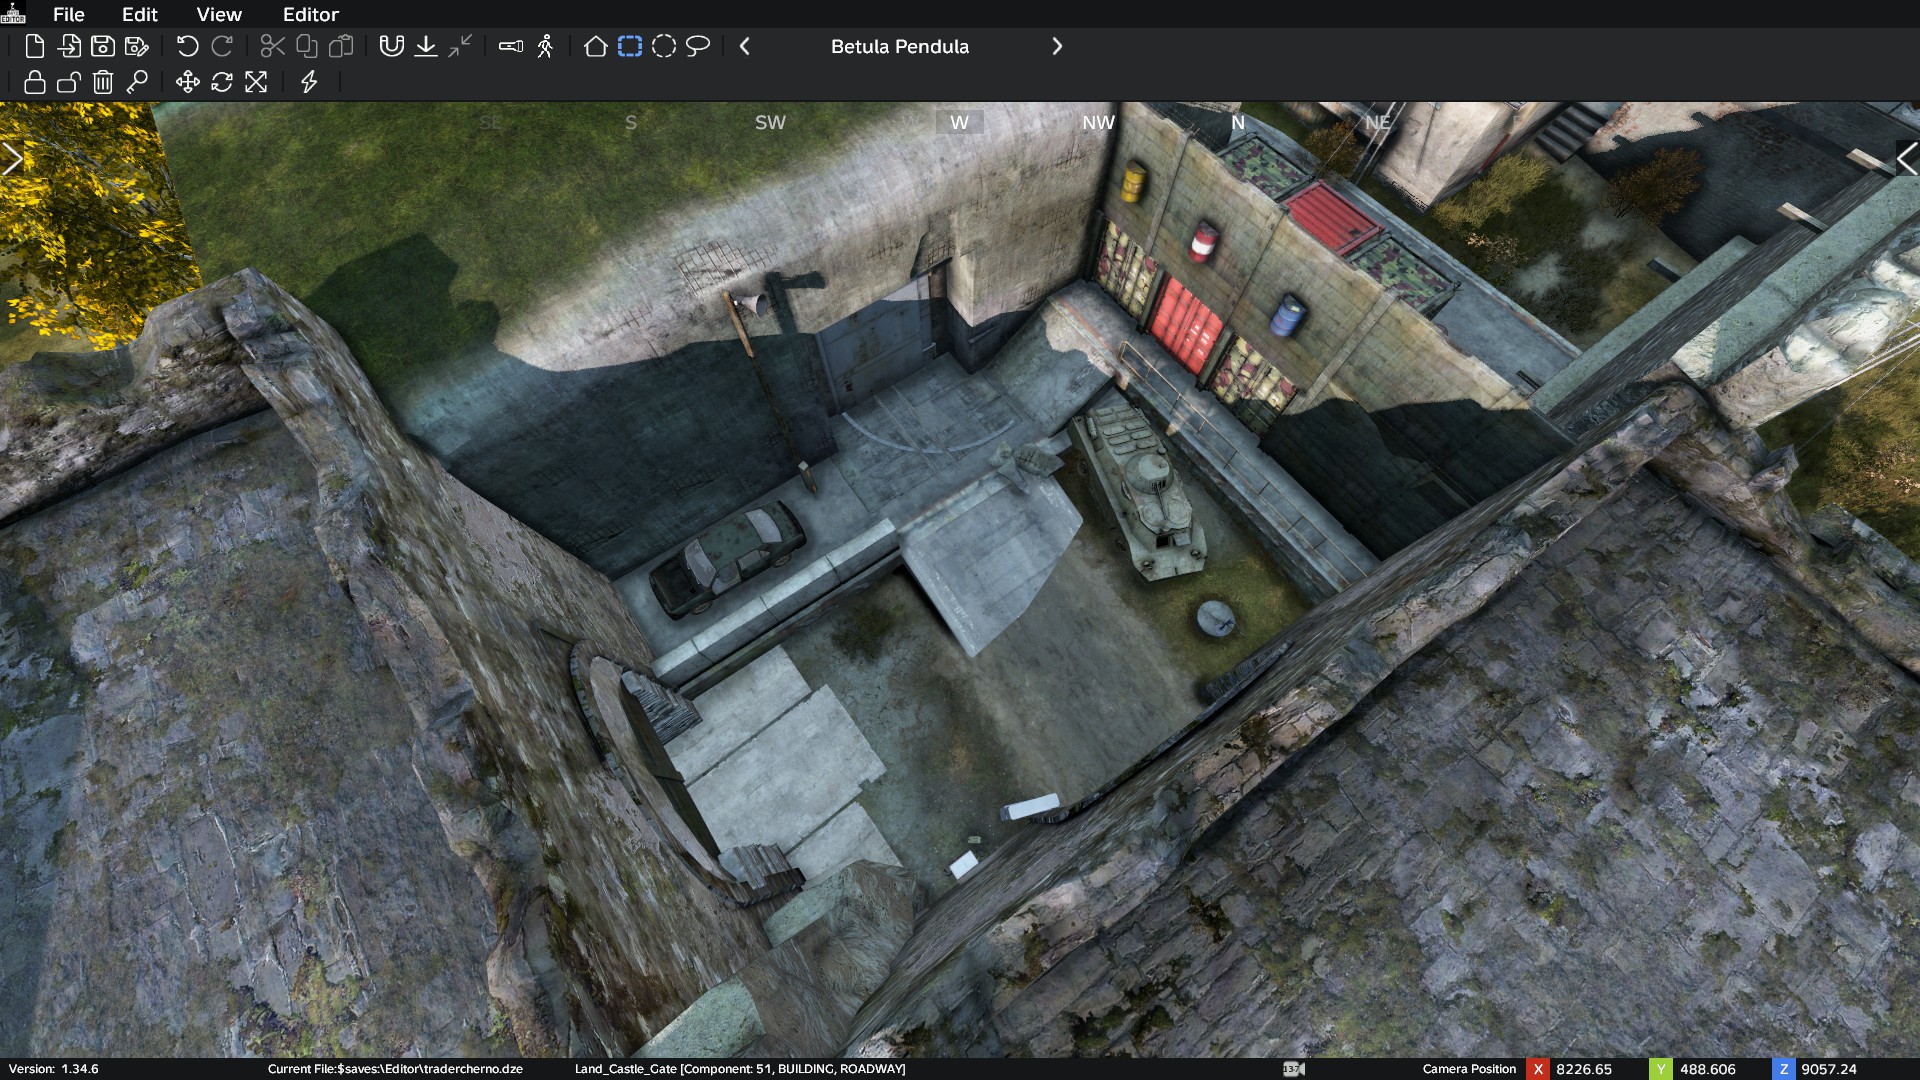 EDITOR
File Edit View Editor
Betula Pendula
SE S SW W NW N NE
Version: 1.34.6
Current File:$saves:\Editor\tradercherno.dze
Land_Castle_Gate [Component: 51, BUILDING, ROADWAY]
137
Camera Position X 8226.65 Y 488.606 Z 9057.24